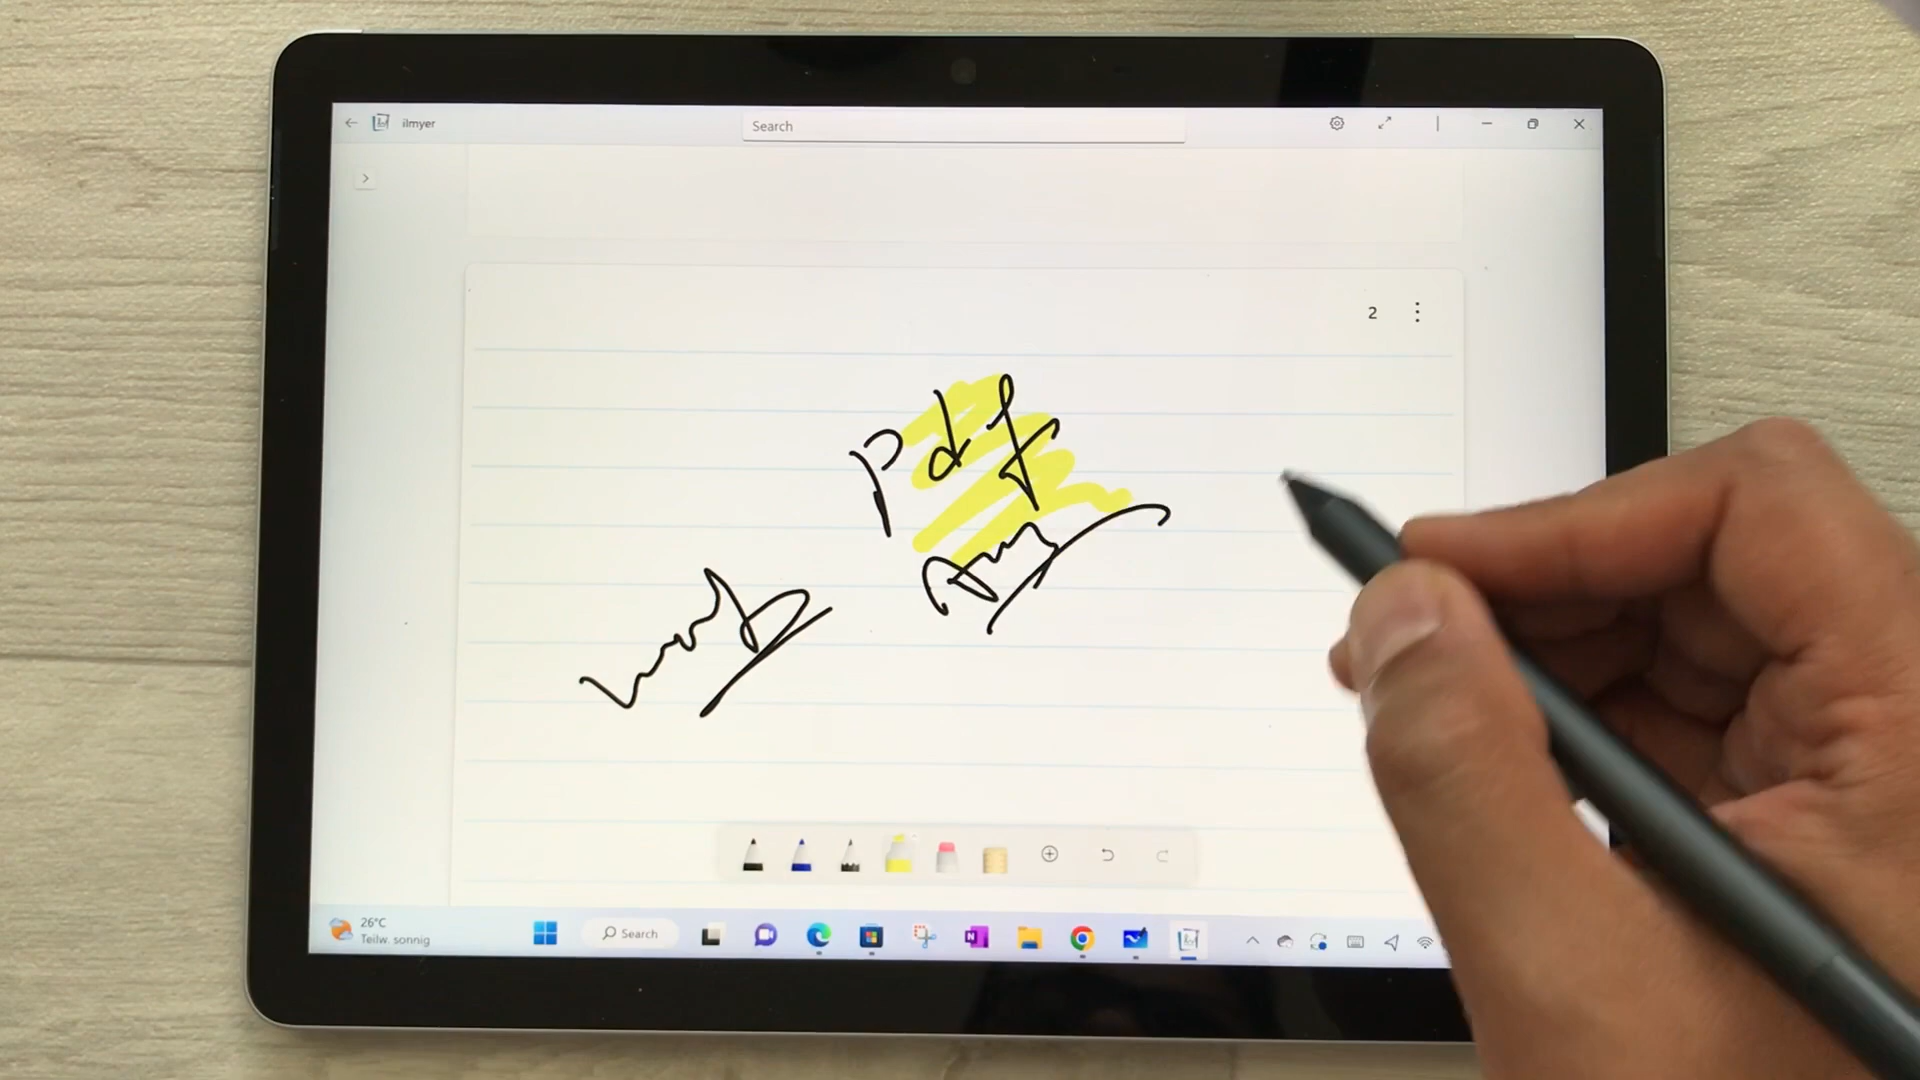 ilmyer
Search
2
pdf
26°C
Teilw. sonnig
Search